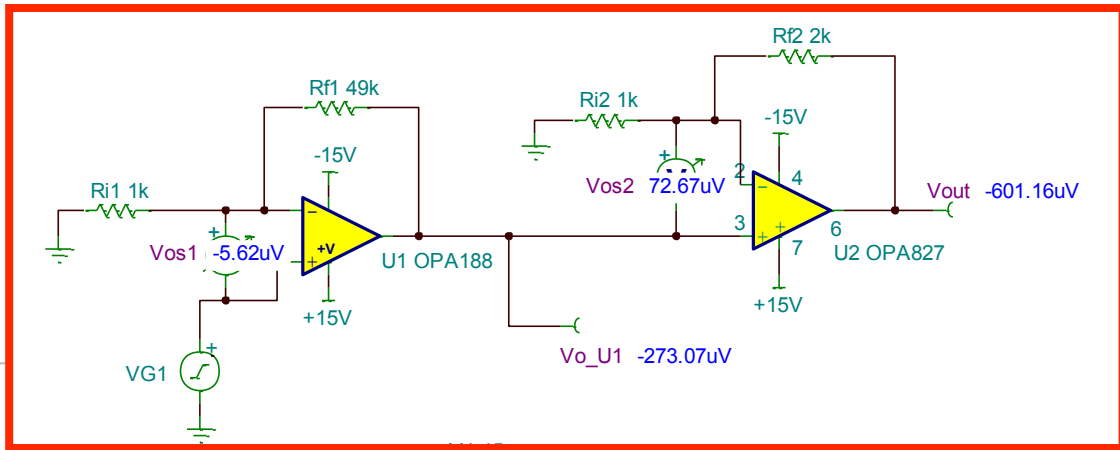 Rf2 2k
Rf1 49k
Ri2 1k
-15V
-15V
2
4
Ri1 1k
Vos2 72.67uV
Vout -601.16uV
3
6
Vos1 -5.62uV
+V
U1 OPA188
7
U2 OPA827
+15V
+15V
Vo_U1 -273.07uV
VG1